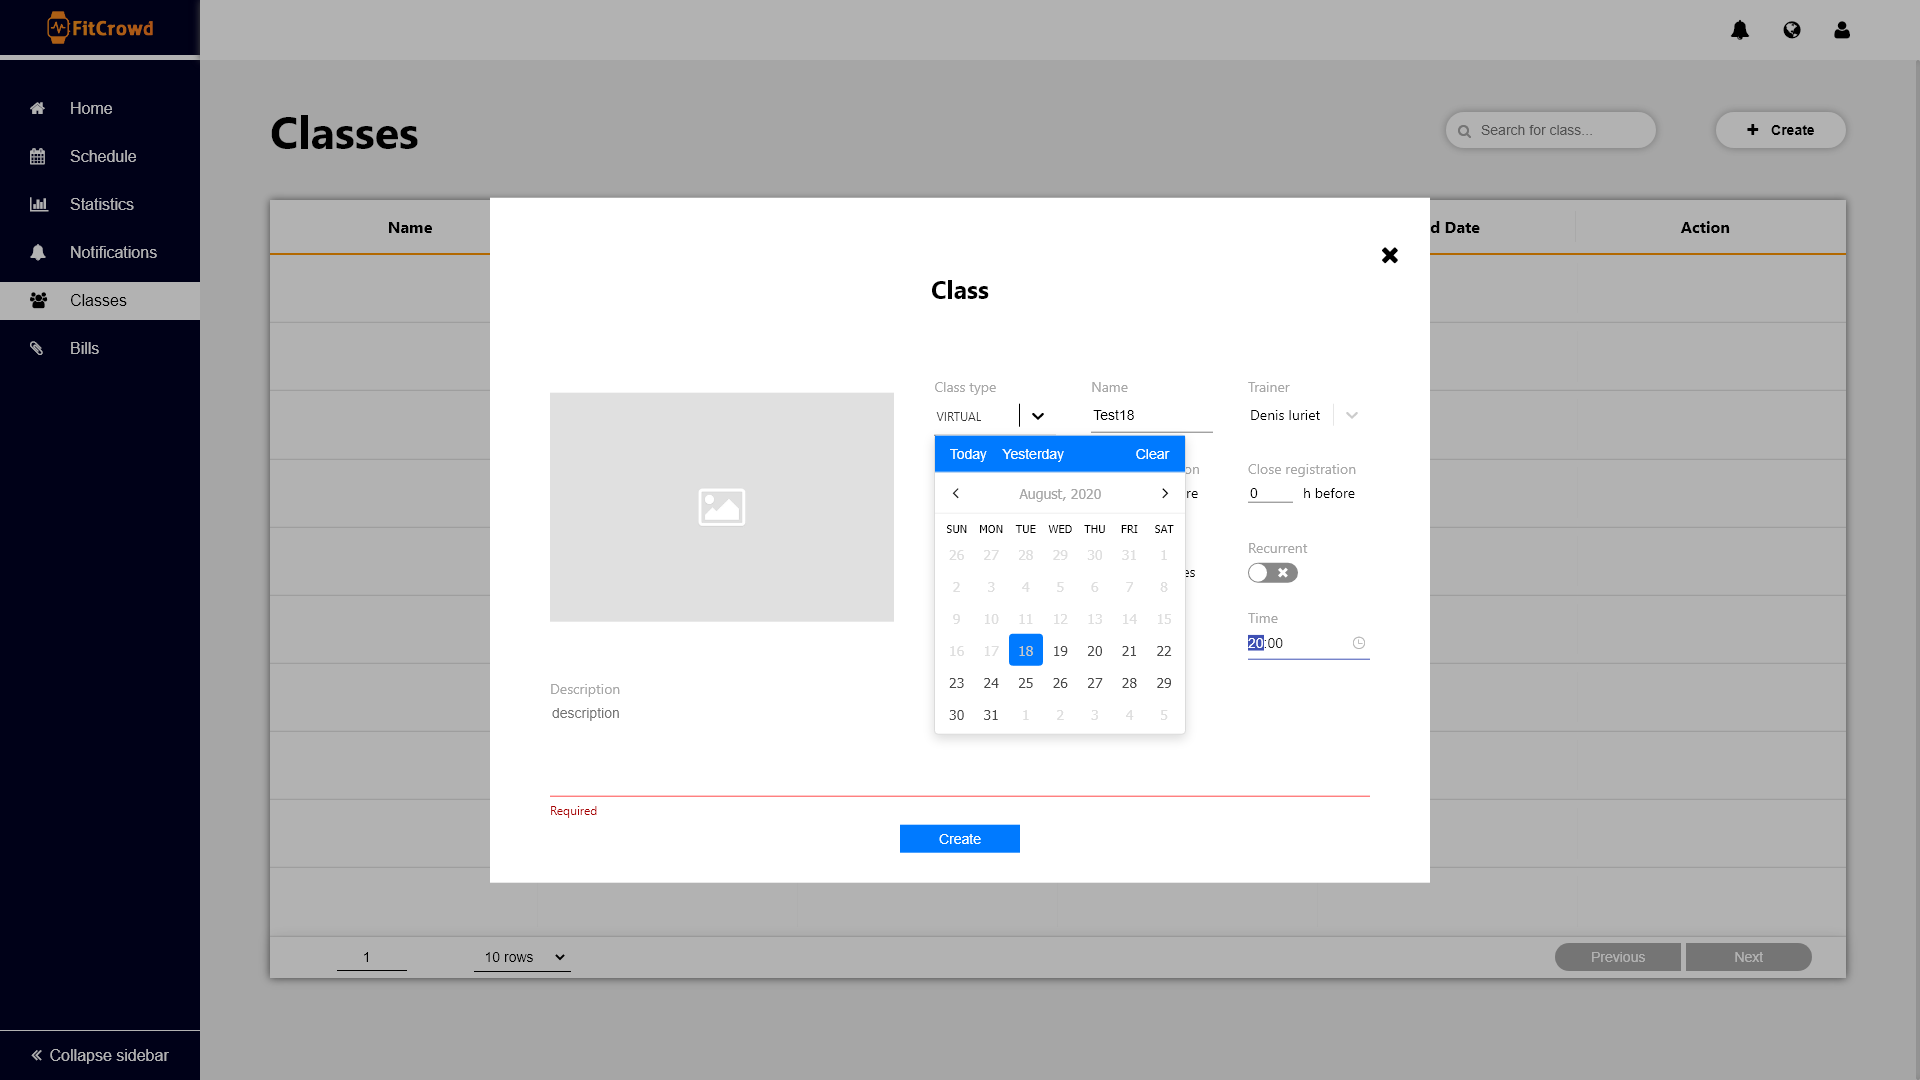 FitCrowd
Home
Schedule
Statistics
Notifications
Classes
Bills
Collapse sidebar
Classes
Search for class...
Create
Name
d Date
Action
Class
Class type
Name
Trainer
VIRTUAL
Test18
Denis Iuriet
Today Yesterday Clear
on
Close registration
re
0 h before
August, 2020
SUN MON TUE WED THU FRI SAT
26 27 28 29 30 31 1
2 3 4 5 6 7 8
9 10 11 12 13 14 15
16 17 18 19 20 21 22
23 24 25 26 27 28 29
30 31 1 2 3 4 5
Recurrent
es
Time
20:00
Description
description
Required
Create
1
10 rows
Previous
Next